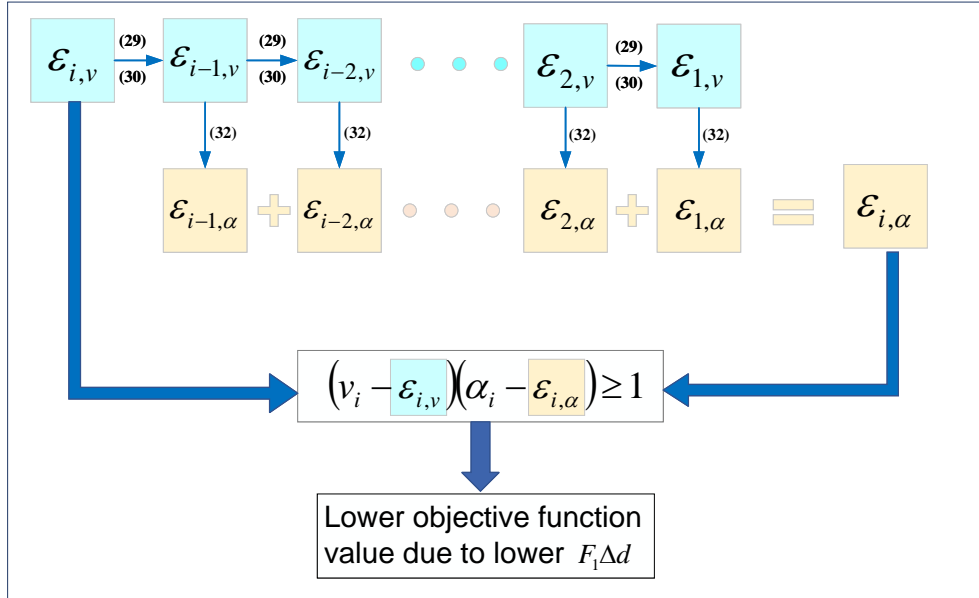 (29) (29) (29)
ε_{i,v} ε_{i−1,v} ε_{i−2,v} • • • ε_{2,v} ε_{1,v}
(30) (30) (30)
(32) (32) (32) (32)
ε_{i−1,α} + ε_{i−2,α} • • • ε_{2,α} + ε_{1,α} = ε_{i,α}
(v_i − ε_{i,v})(α_i − ε_{i,α}) ≥ 1
Lower objective function
value due to lower F_1Δd